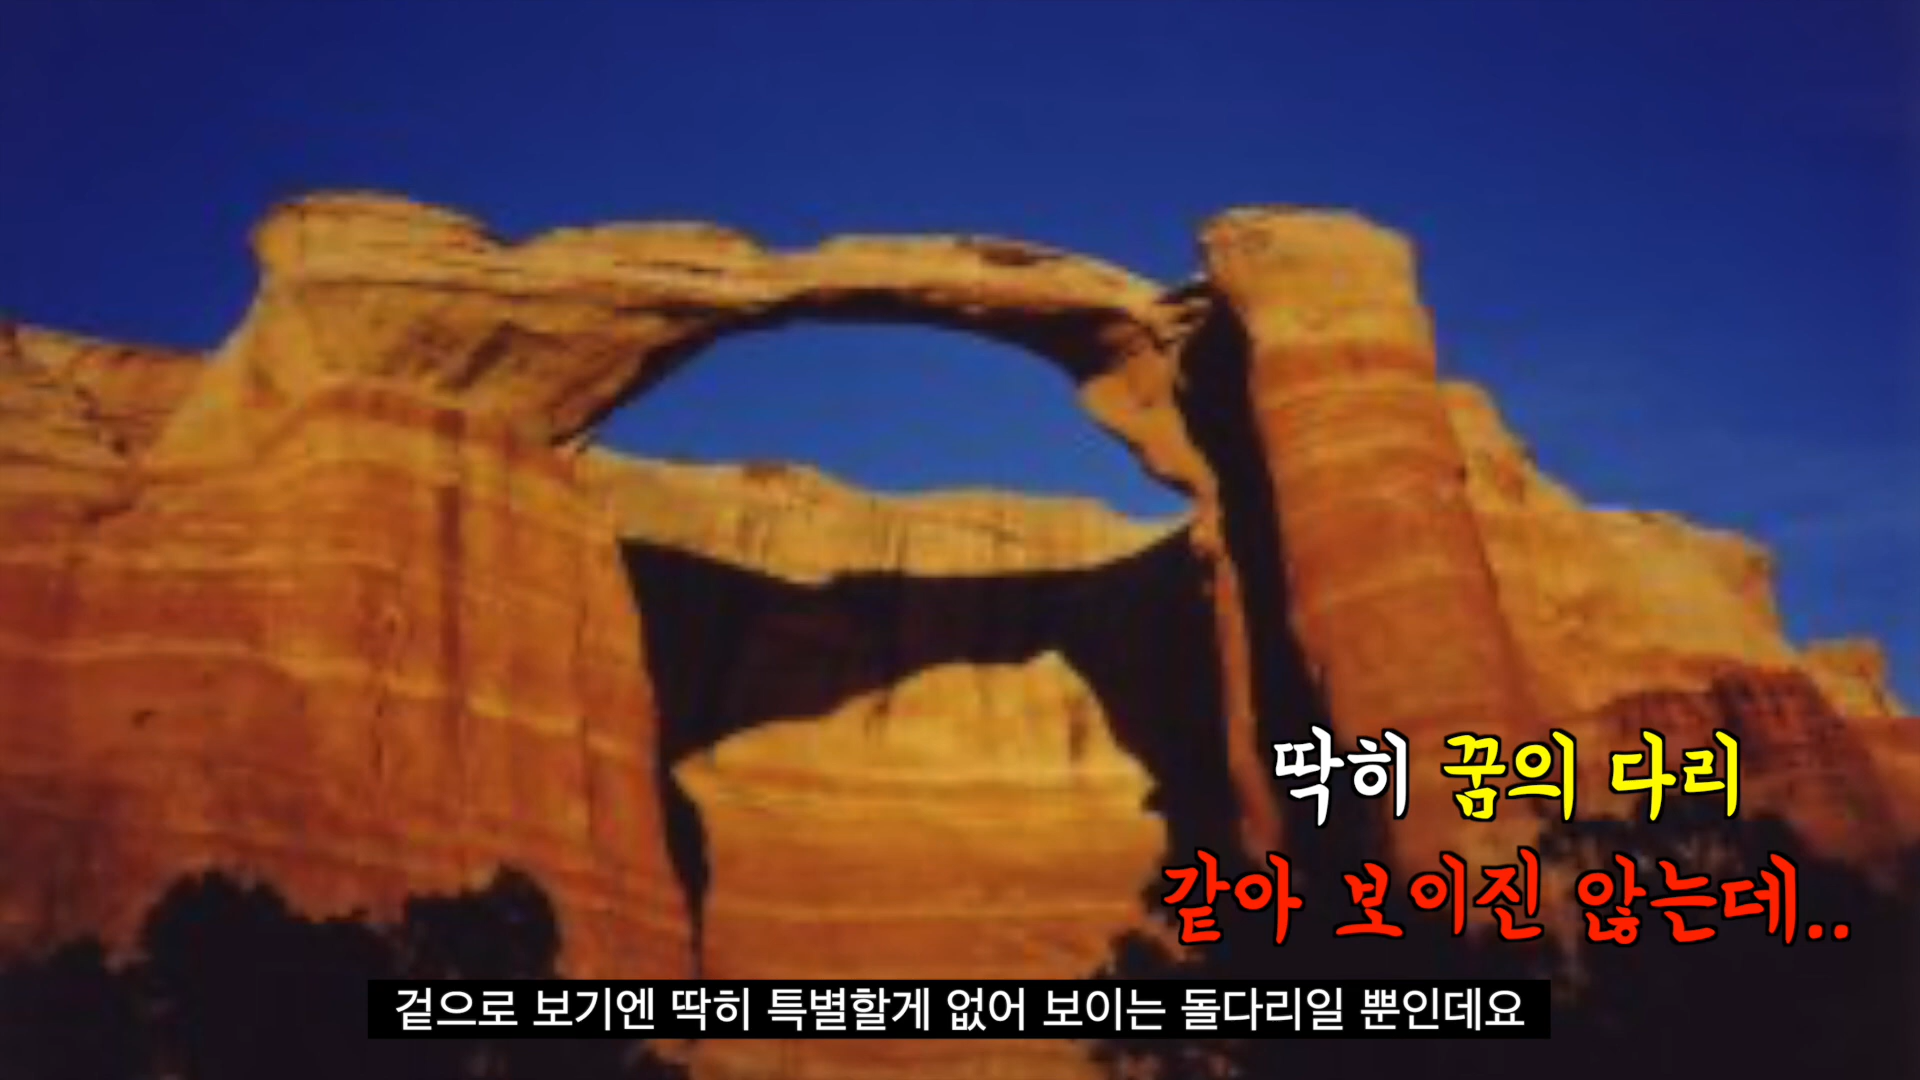 딱히 꿈의 다리
같아 보이진 않는데..
겉으로 보기엔 딱히 특별할게 없어 보이는 돌다리일 뿐인데요